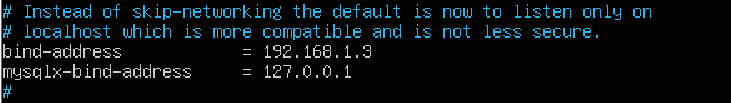 # Instead of skip-networking the default is now to listen only on
# localhost which is more compatible and is not less secure.
bind-address            = 192.168.1.3
mysqlx-bind-address     = 127.0.0.1
#